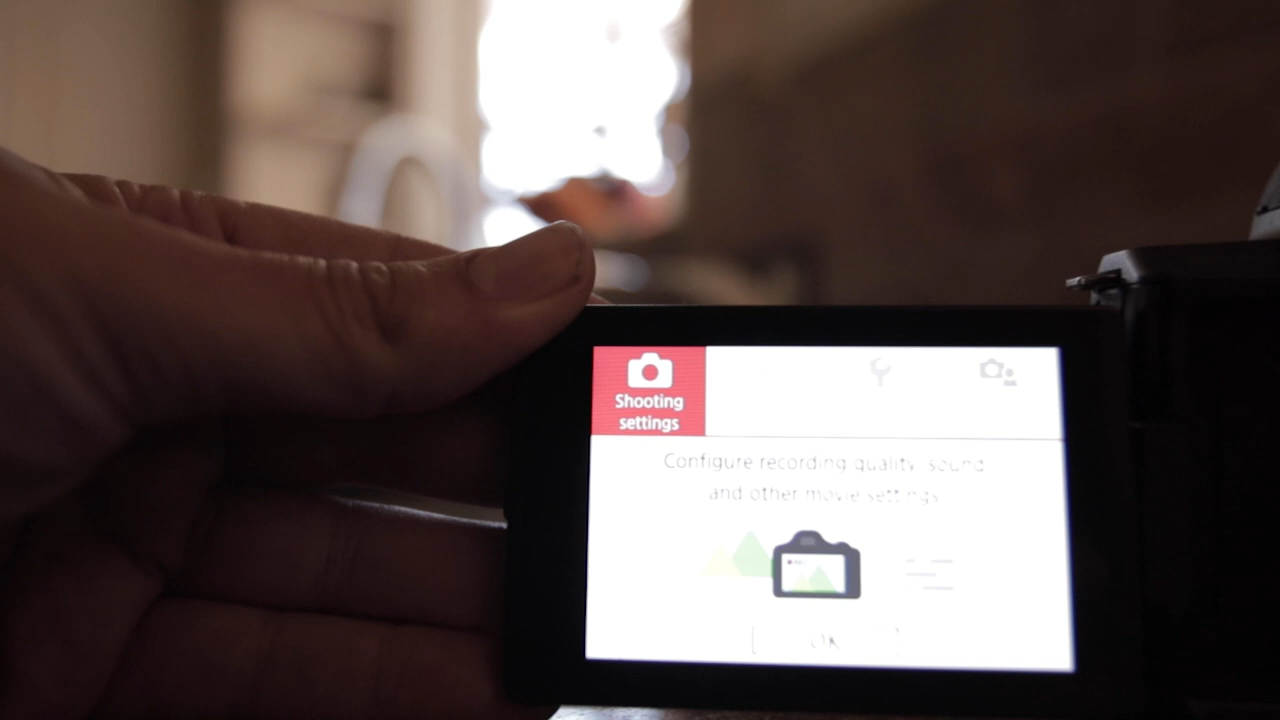 Shooting
settings
Configure recording quality, sound
and other movie settings
OK